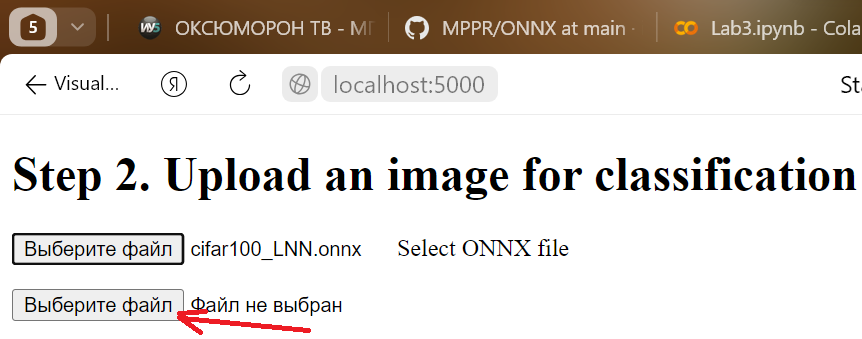 5 ОКСЮМОРОН ТВ - МГ MPPR/ONNX at main · Lab3.ipynb - Cola
Visual... Я localhost:5000 St
Step 2. Upload an image for classification
Выберите файл cifar100_LNN.onnx Select ONNX file
Выберите файл Файл не выбран